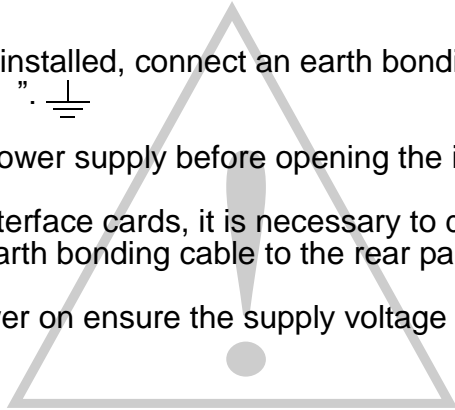 installed, connect an earth bondi
”.
ower supply before opening the i
terface cards, it is necessary to
arth bonding cable to the rear pa
er on ensure the supply voltage